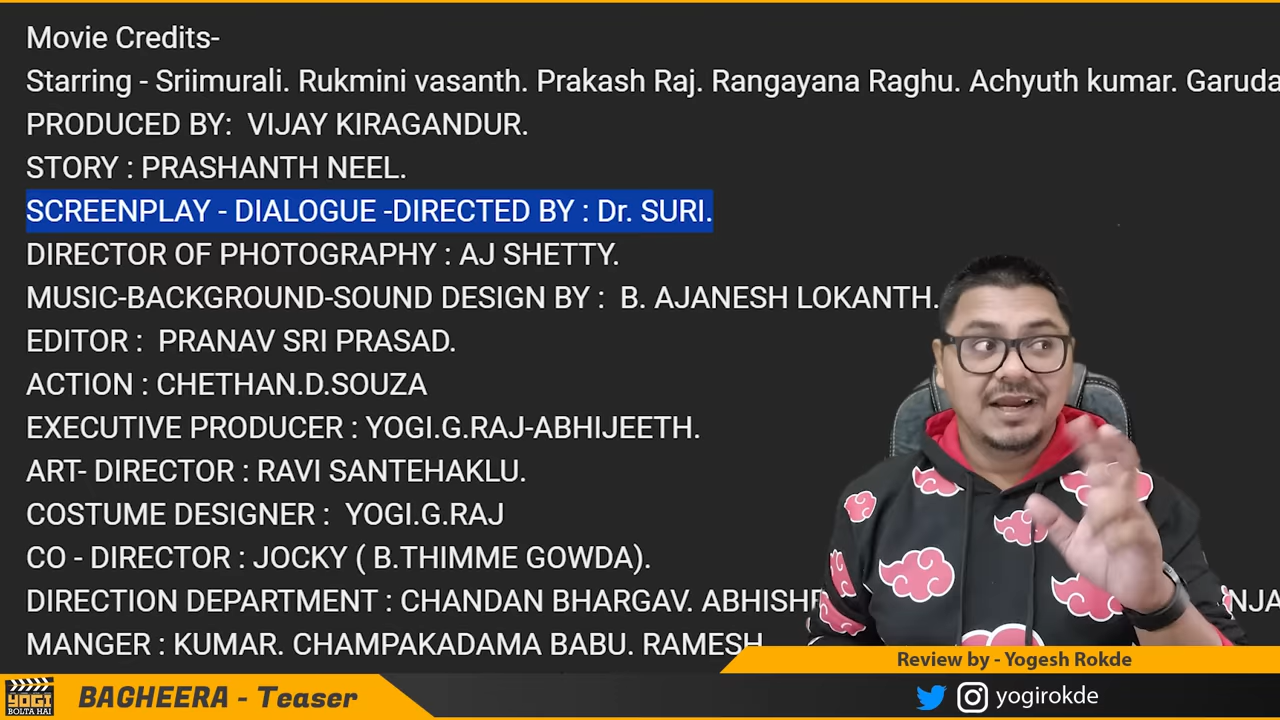 Movie Credits-
Starring - Sriimurali. Rukmini vasanth. Prakash Raj. Rangayana Raghu. Achyuth kumar. Garuda
PRODUCED BY:  VIJAY KIRAGANDUR.
STORY : PRASHANTH NEEL.
SCREENPLAY - DIALOGUE -DIRECTED BY : Dr. SURI.
DIRECTOR OF PHOTOGRAPHY : AJ SHETTY.
MUSIC-BACKGROUND-SOUND DESIGN BY :  B. AJANESH LOKANTH.
EDITOR :  PRANAV SRI PRASAD.
ACTION : CHETHAN.D.SOUZA
EXECUTIVE PRODUCER : YOGI.G.RAJ-ABHIJEETH.
ART- DIRECTOR : RAVI SANTEHAKLU.
COSTUME DESIGNER :  YOGI.G.RAJ
CO - DIRECTOR : JOCKY ( B.THIMME GOWDA).
DIRECTION DEPARTMENT : CHANDAN BHARGAV.
MANGER : KUMAR. CHAMPAKADAMA BABU. RAMESH
Review by - Yogesh Rokde
YOGI
BOLTA HAI
BAGHEERA - Teaser
yogirokde